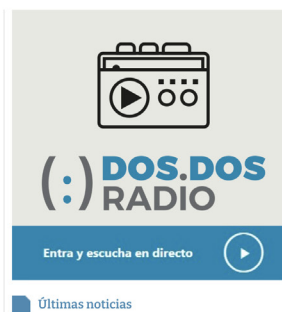 (:) DOS.DOS
RADIO
Entra y escucha en directo
Últimas noticias